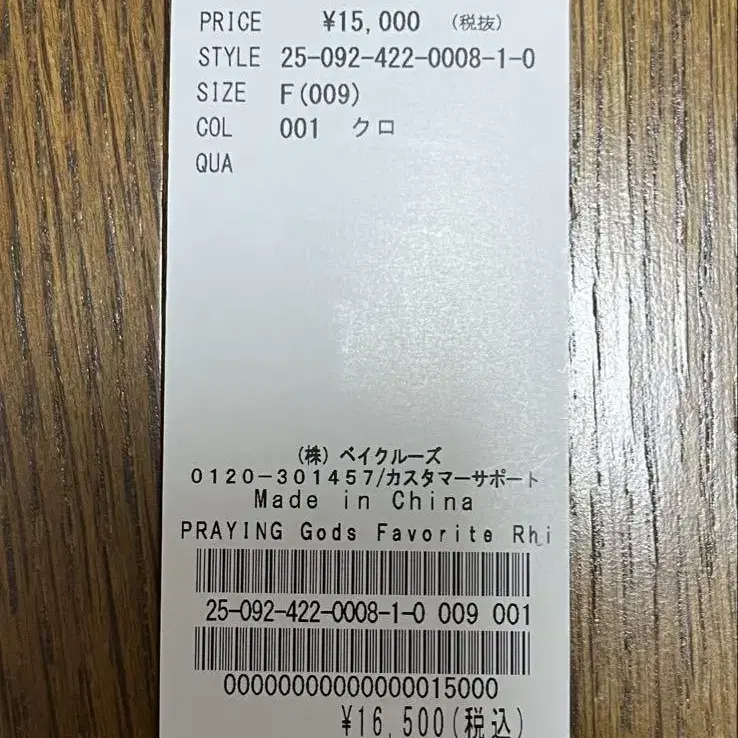 PRICE ¥15,000 (税抜)
STYLE 25-092-422-0008-1-0
SIZE F(009)
COL 001 クロ
QUA
(株) ベイクルーズ
0120-301457/カスタマーサポート
Made in China
PRAYING Gods Favorite Rhi
25-092-422-0008-1-0 009 001
000000000000000015000
¥16,500(税込)